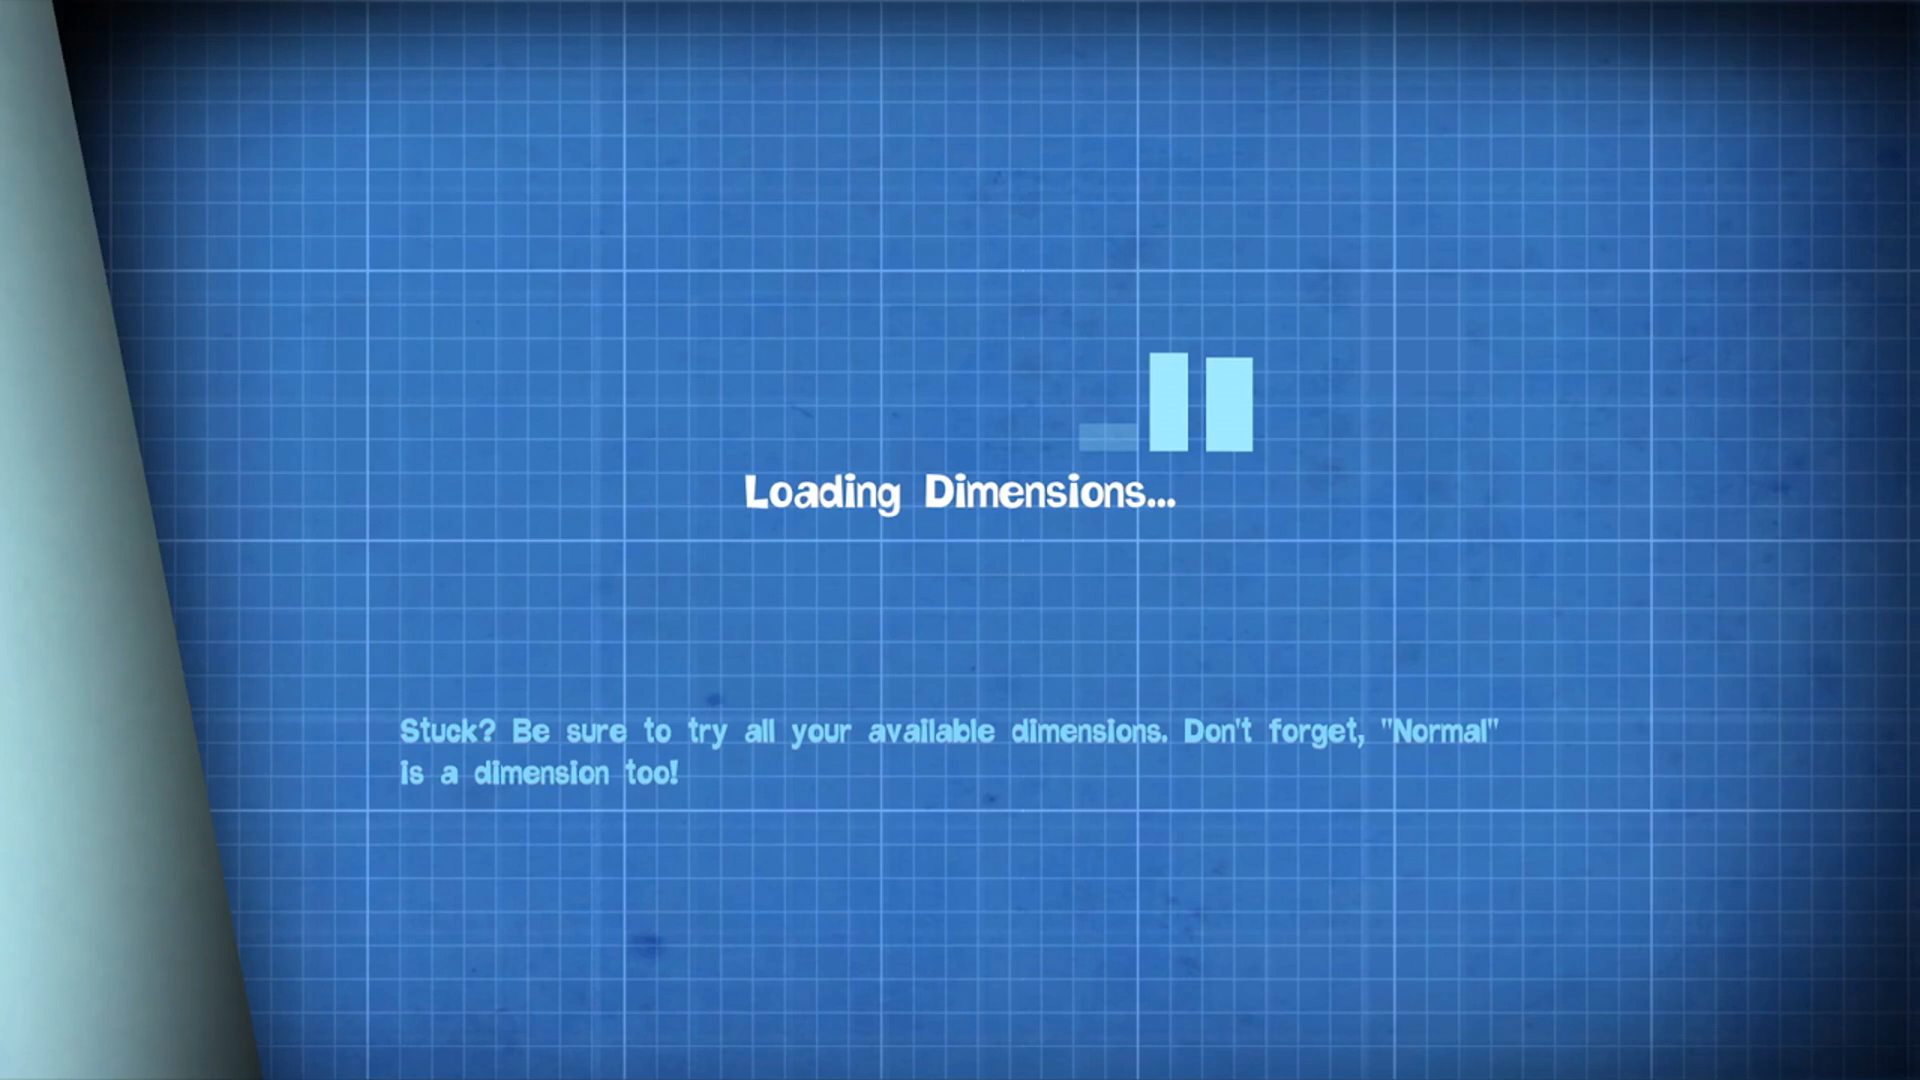 Loading Dimensions...
Stuck? Be sure to try all your available dimensions. Don't forget, "Normal"
is a dimension too!